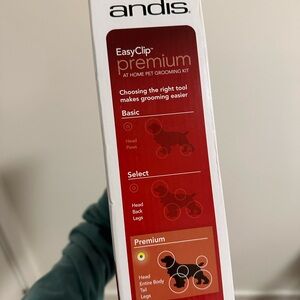 andis.
EasyClip™
premium
AT HOME PET GROOMING KIT
Choosing the right tool
makes grooming easier
Basic
Head
Paws
Select
Head
Back
Legs
Premium
Head
Entire Body
Tail
Legs